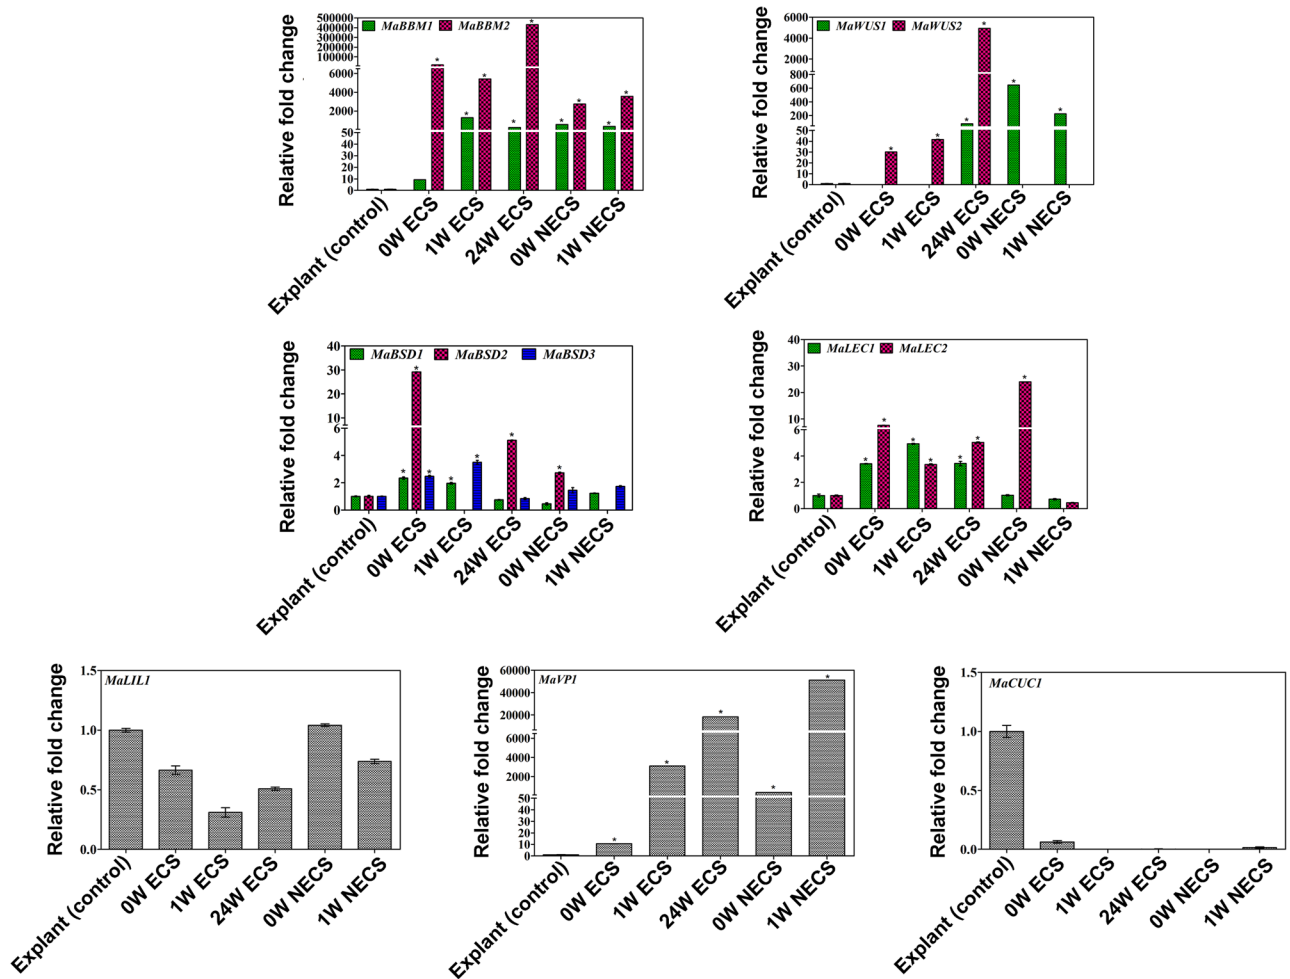 Relative fold change
MaBBM1 MaBBM2
500000
400000
300000
200000
100000
6000
4000
2000
50
40
30
20
10
0
* * * * * * * * *
Explant (control)
0W ECS
1W ECS
24W ECS
0W NECS
1W NECS
Relative fold change
MaWUS1 MaWUS2
6000
4000
2000
800
600
400
200
50
40
30
20
10
0
* * * * * *
Explant (control)
0W ECS
1W ECS
24W ECS
0W NECS
1W NECS
Relative fold change
MaBSD1 MaBSD2 MaBSD3
40
30
20
10
6
4
2
0
* * * * * * *
Explant (control)
0W ECS
1W ECS
24W ECS
0W NECS
1W NECS
Relative fold change
MaLEC1 MaLEC2
40
30
20
10
6
4
2
0
* * * * * * *
Explant (control)
0W ECS
1W ECS
24W ECS
0W NECS
1W NECS
Relative fold change
MaLIL1
1.5
1.0
0.5
0.0
Explant (control)
0W ECS
1W ECS
24W ECS
0W NECS
1W NECS
Relative fold change
MaVP1
60000
40000
20000
6000
4000
2000
50
40
30
20
10
0
* * * * *
Explant (control)
0W ECS
1W ECS
24W ECS
0W NECS
1W NECS
Relative fold change
MaCUC1
1.5
1.0
0.5
0.0
Explant (control)
0W ECS
1W ECS
24W ECS
0W NECS
1W NECS